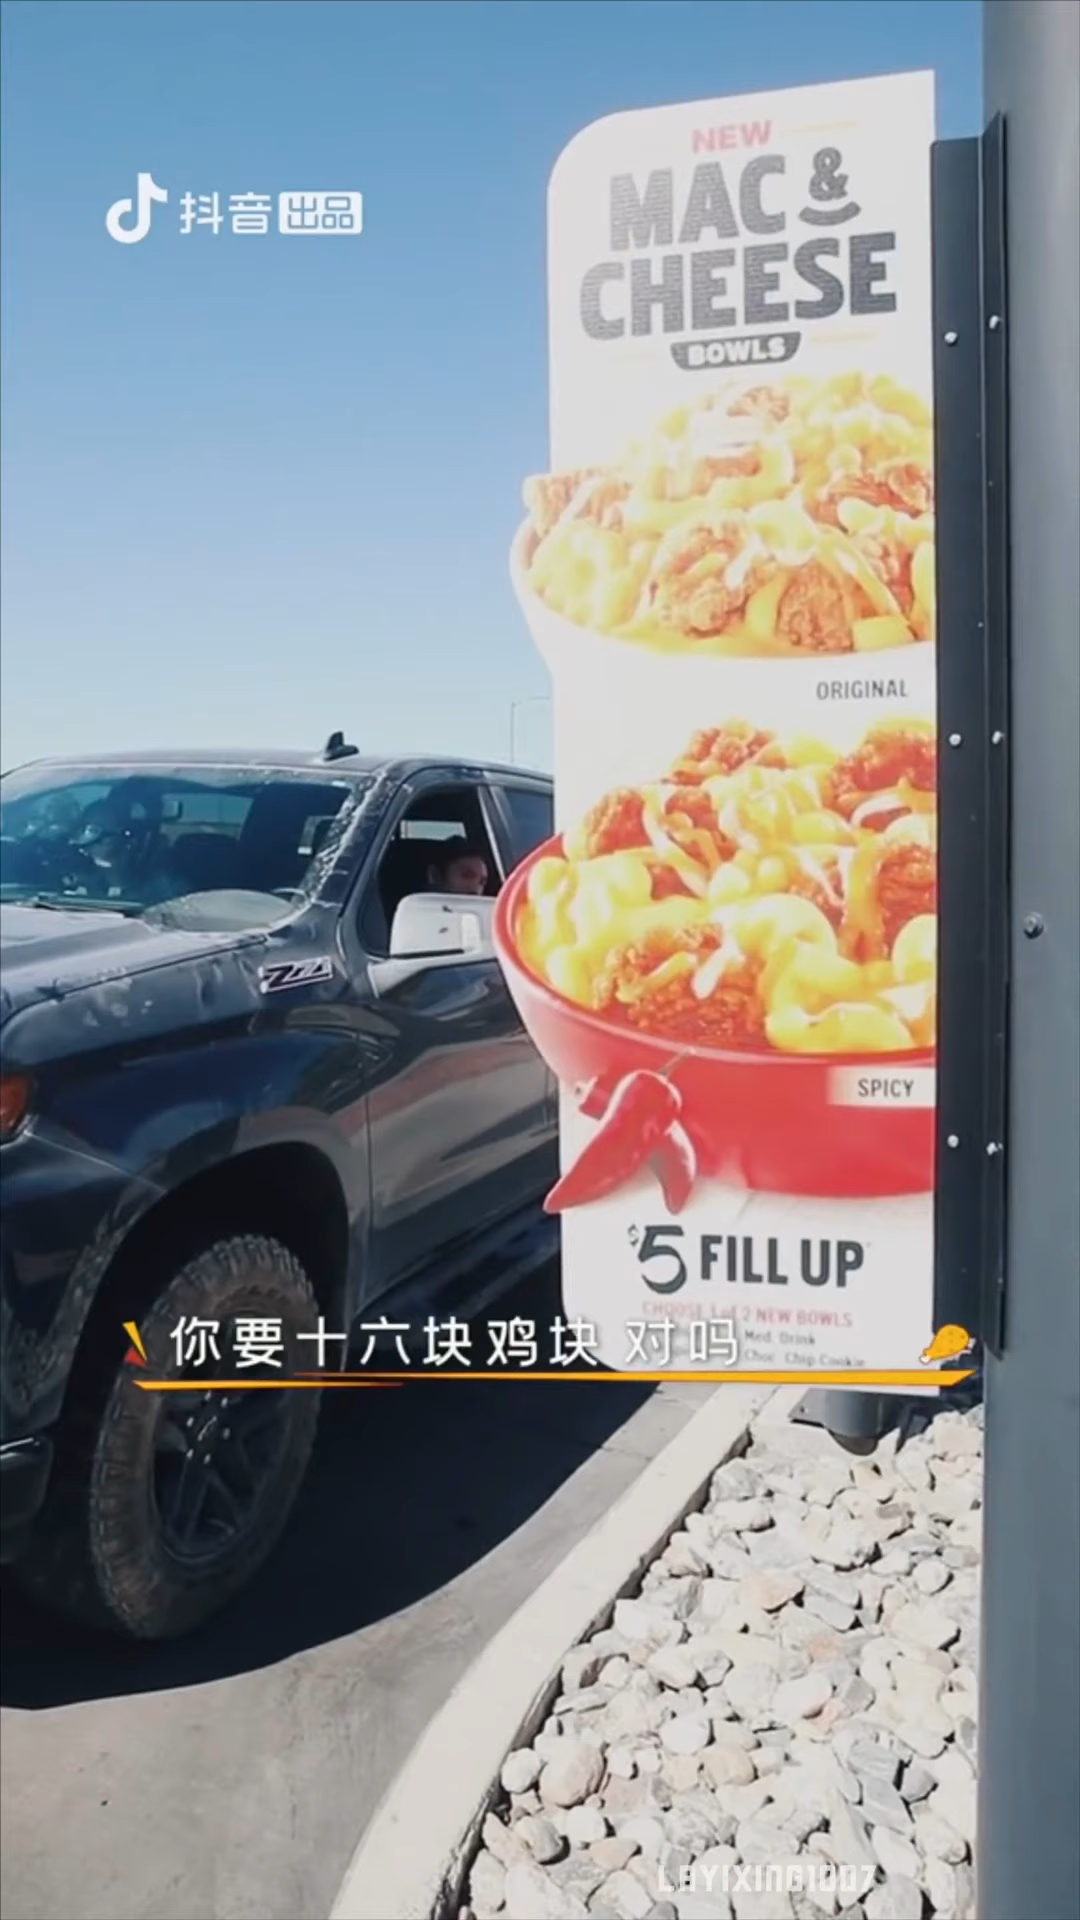 抖音出品
NEW
MAC &
CHEESE
BOWLS
ORIGINAL
Z71
SPICY
$5 FILL UP
CHOOSE 1 of 2 NEW BOWLS
Med. Drink
Choc. Chip Cookie
你要十六块鸡块 对吗
LAYIXING1007